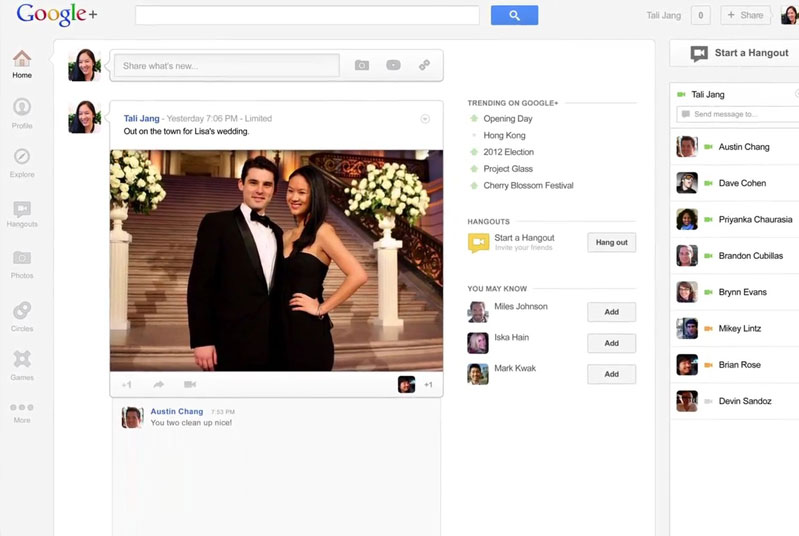 Google+
Tali Jang
0
+ Share
Home
Profile
Explore
Hangouts
Photos
Circles
Games
More
Share what's new...
Tali Jang - Yesterday 7:06 PM - Limited
Out on the town for Lisa's wedding.
+1
+1
Austin Chang 7:53 PM
You two clean up nice!
TRENDING ON GOOGLE+
Opening Day
Hong Kong
2012 Election
Project Glass
Cherry Blossom Festival
HANGOUTS
Start a Hangout
Invite your friends
Hang out
YOU MAY KNOW
Miles Johnson
Add
Iska Hain
Add
Mark Kwak
Add
Start a Hangout
Tali Jang
Send message to...
Austin Chang
Dave Cohen
Priyanka Chaurasia
Brandon Cubillas
Brynn Evans
Mikey Lintz
Brian Rose
Devin Sandoz